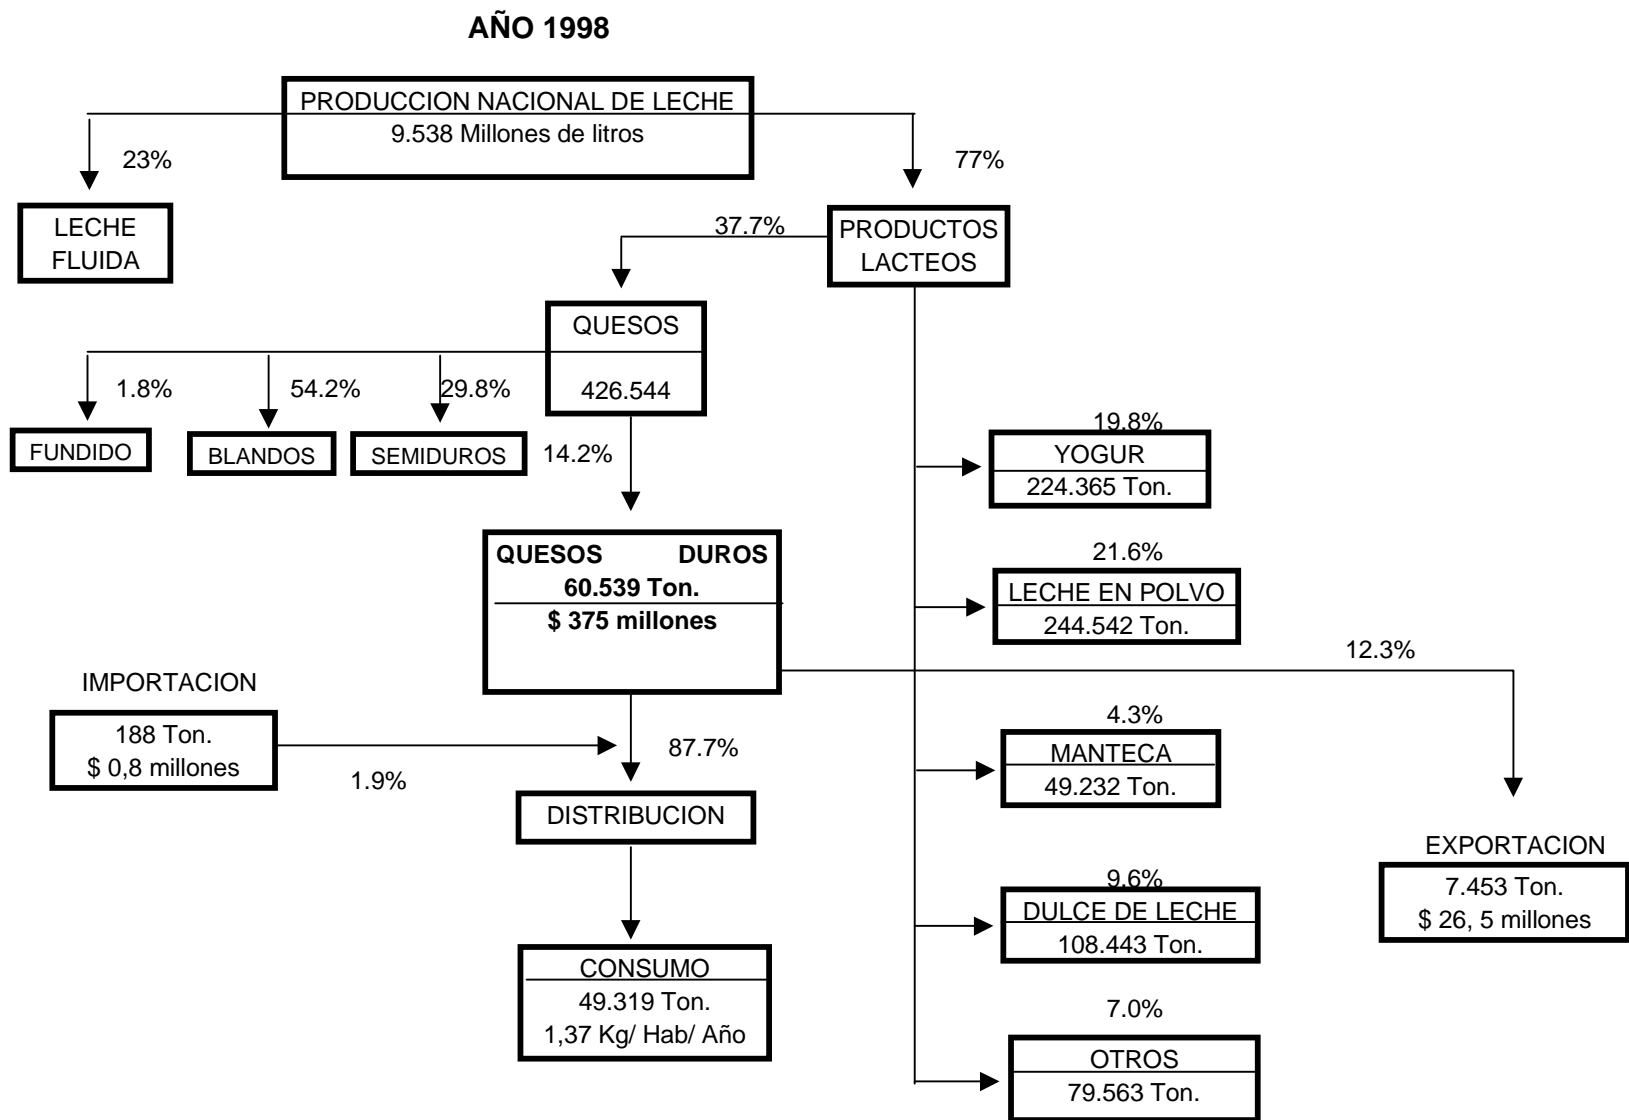 AÑO 1998
PRODUCCION NACIONAL DE LECHE
9.538 Millones de litros
23%
77%
LECHE
FLUIDA
37.7%
PRODUCTOS
LACTEOS
QUESOS
426.544
1.8%
54.2%
29.8%
FUNDIDO
BLANDOS
SEMIDUROS
14.2%
19.8%
YOGUR
224.365 Ton.
QUESOS DUROS
60.539 Ton.
$ 375 millones
21.6%
LECHE EN POLVO
244.542 Ton.
12.3%
IMPORTACION
188 Ton.
$ 0,8 millones
1.9%
87.7%
4.3%
MANTECA
49.232 Ton.
DISTRIBUCION
EXPORTACION
7.453 Ton.
$ 26, 5 millones
9.6%
DULCE DE LECHE
108.443 Ton.
CONSUMO
49.319 Ton.
1,37 Kg/ Hab/ Año
7.0%
OTROS
79.563 Ton.